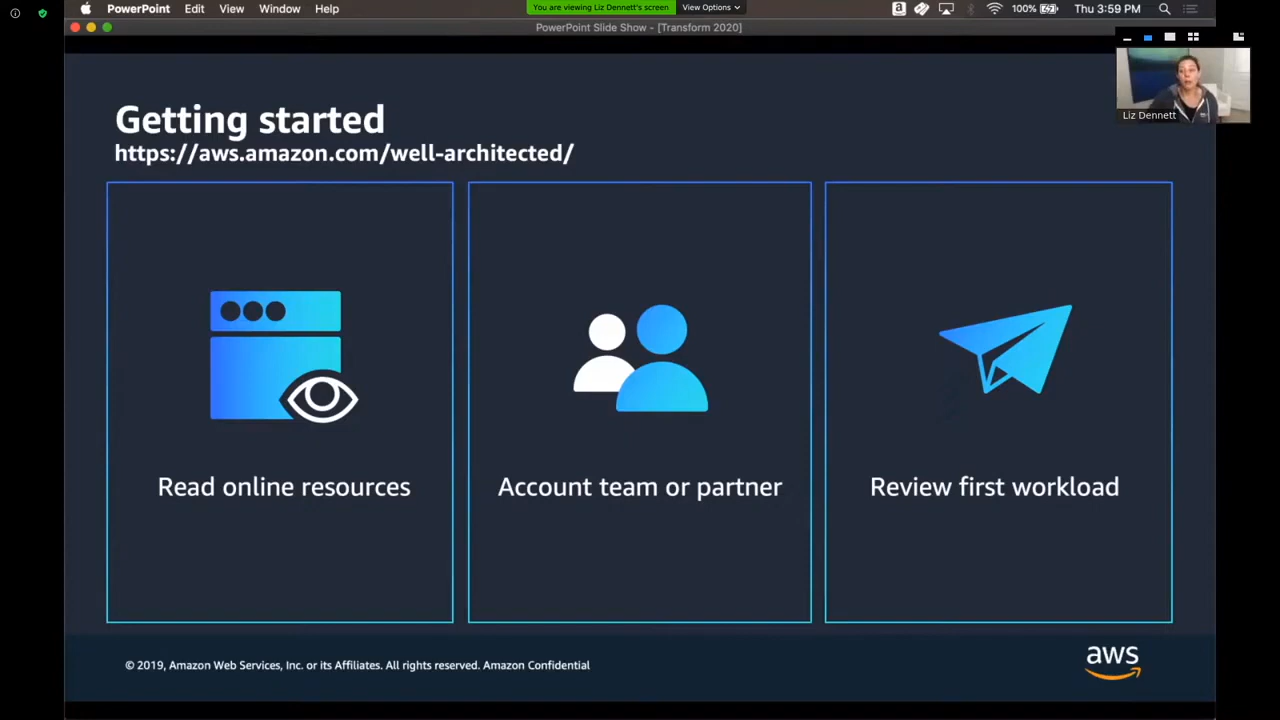 PowerPoint Edit View Window Help
You are viewing Liz Dennett's screen View Options
100% Thu 3:59 PM
PowerPoint Slide Show - [Transform 2020]
Liz Dennett
Getting started
https://aws.amazon.com/well-architected/
Read online resources
Account team or partner
Review first workload
© 2019, Amazon Web Services, Inc. or its Affiliates. All rights reserved. Amazon Confidential
aws